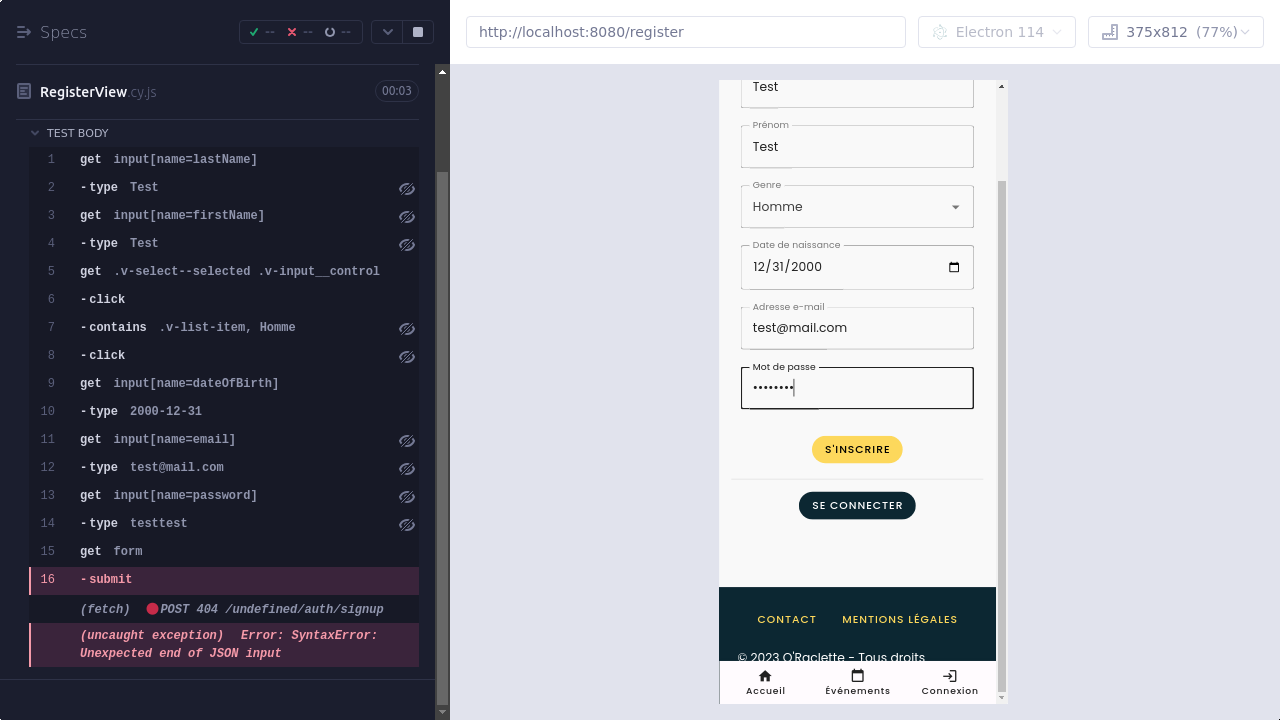 Specs
-- -- --
RegisterView.cy.js 00:03
TEST BODY
1 get input[name=lastName]
2 -type Test
3 get input[name=firstName]
4 -type Test
5 get .v-select--selected .v-input__control
6 -click
7 -contains .v-list-item, Homme
8 -click
9 get input[name=dateOfBirth]
10 -type 2000-12-31
11 get input[name=email]
12 -type test@mail.com
13 get input[name=password]
14 -type testtest
15 get form
16 -submit
(fetch) POST 404 /undefined/auth/signup
(uncaught exception) Error: SyntaxError:
Unexpected end of JSON input
http://localhost:8080/register
Electron 114
375x812 (77%)
Test
Prénom
Test
Genre
Homme
Date de naissance
12/31/2000
Adresse e-mail
test@mail.com
Mot de passe
••••••••
S'INSCRIRE
SE CONNECTER
CONTACT MENTIONS LÉGALES
© 2023 O'Raclette - Tous droits
Accueil Événements Connexion